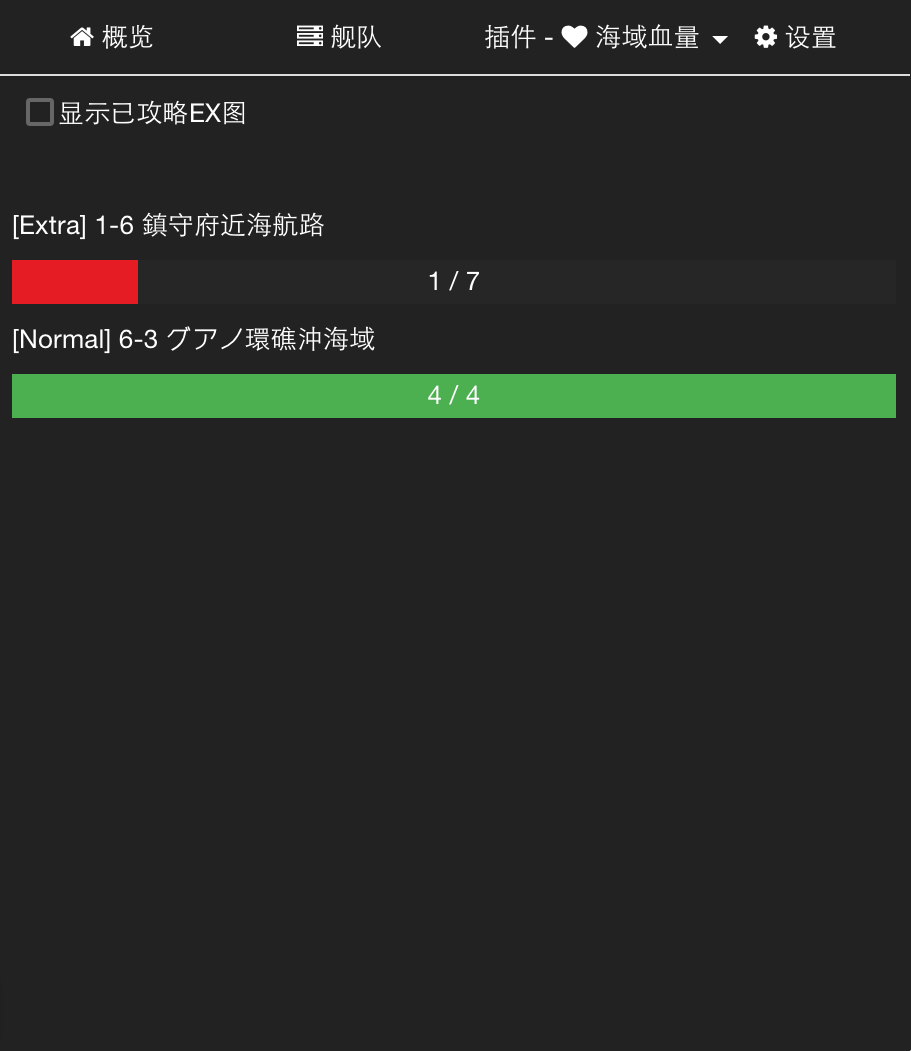 概览 舰队 插件 - 海域血量 设置
显示已攻略EX图
[Extra] 1-6 鎮守府近海航路
1 / 7
[Normal] 6-3 グアノ環礁沖海域
4 / 4